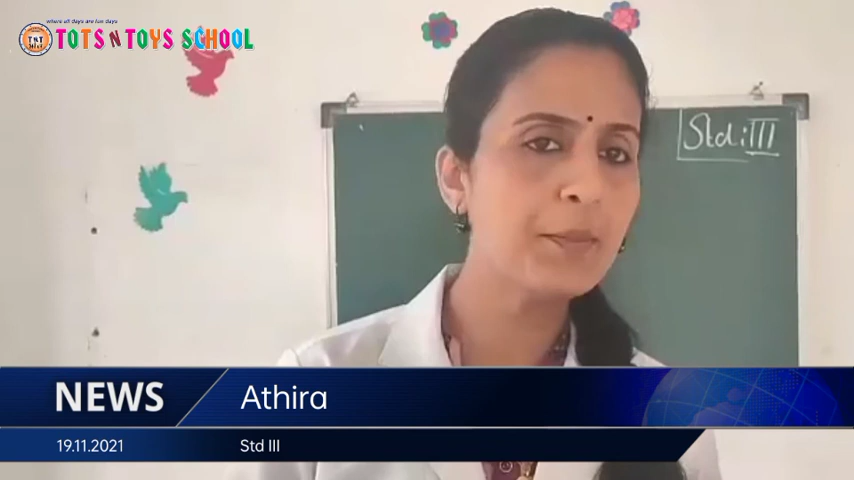 where all days are fun days
TOTS N TOYS SCHOOL
TNT
Std:III
NEWS
Athira
19.11.2021
Std III